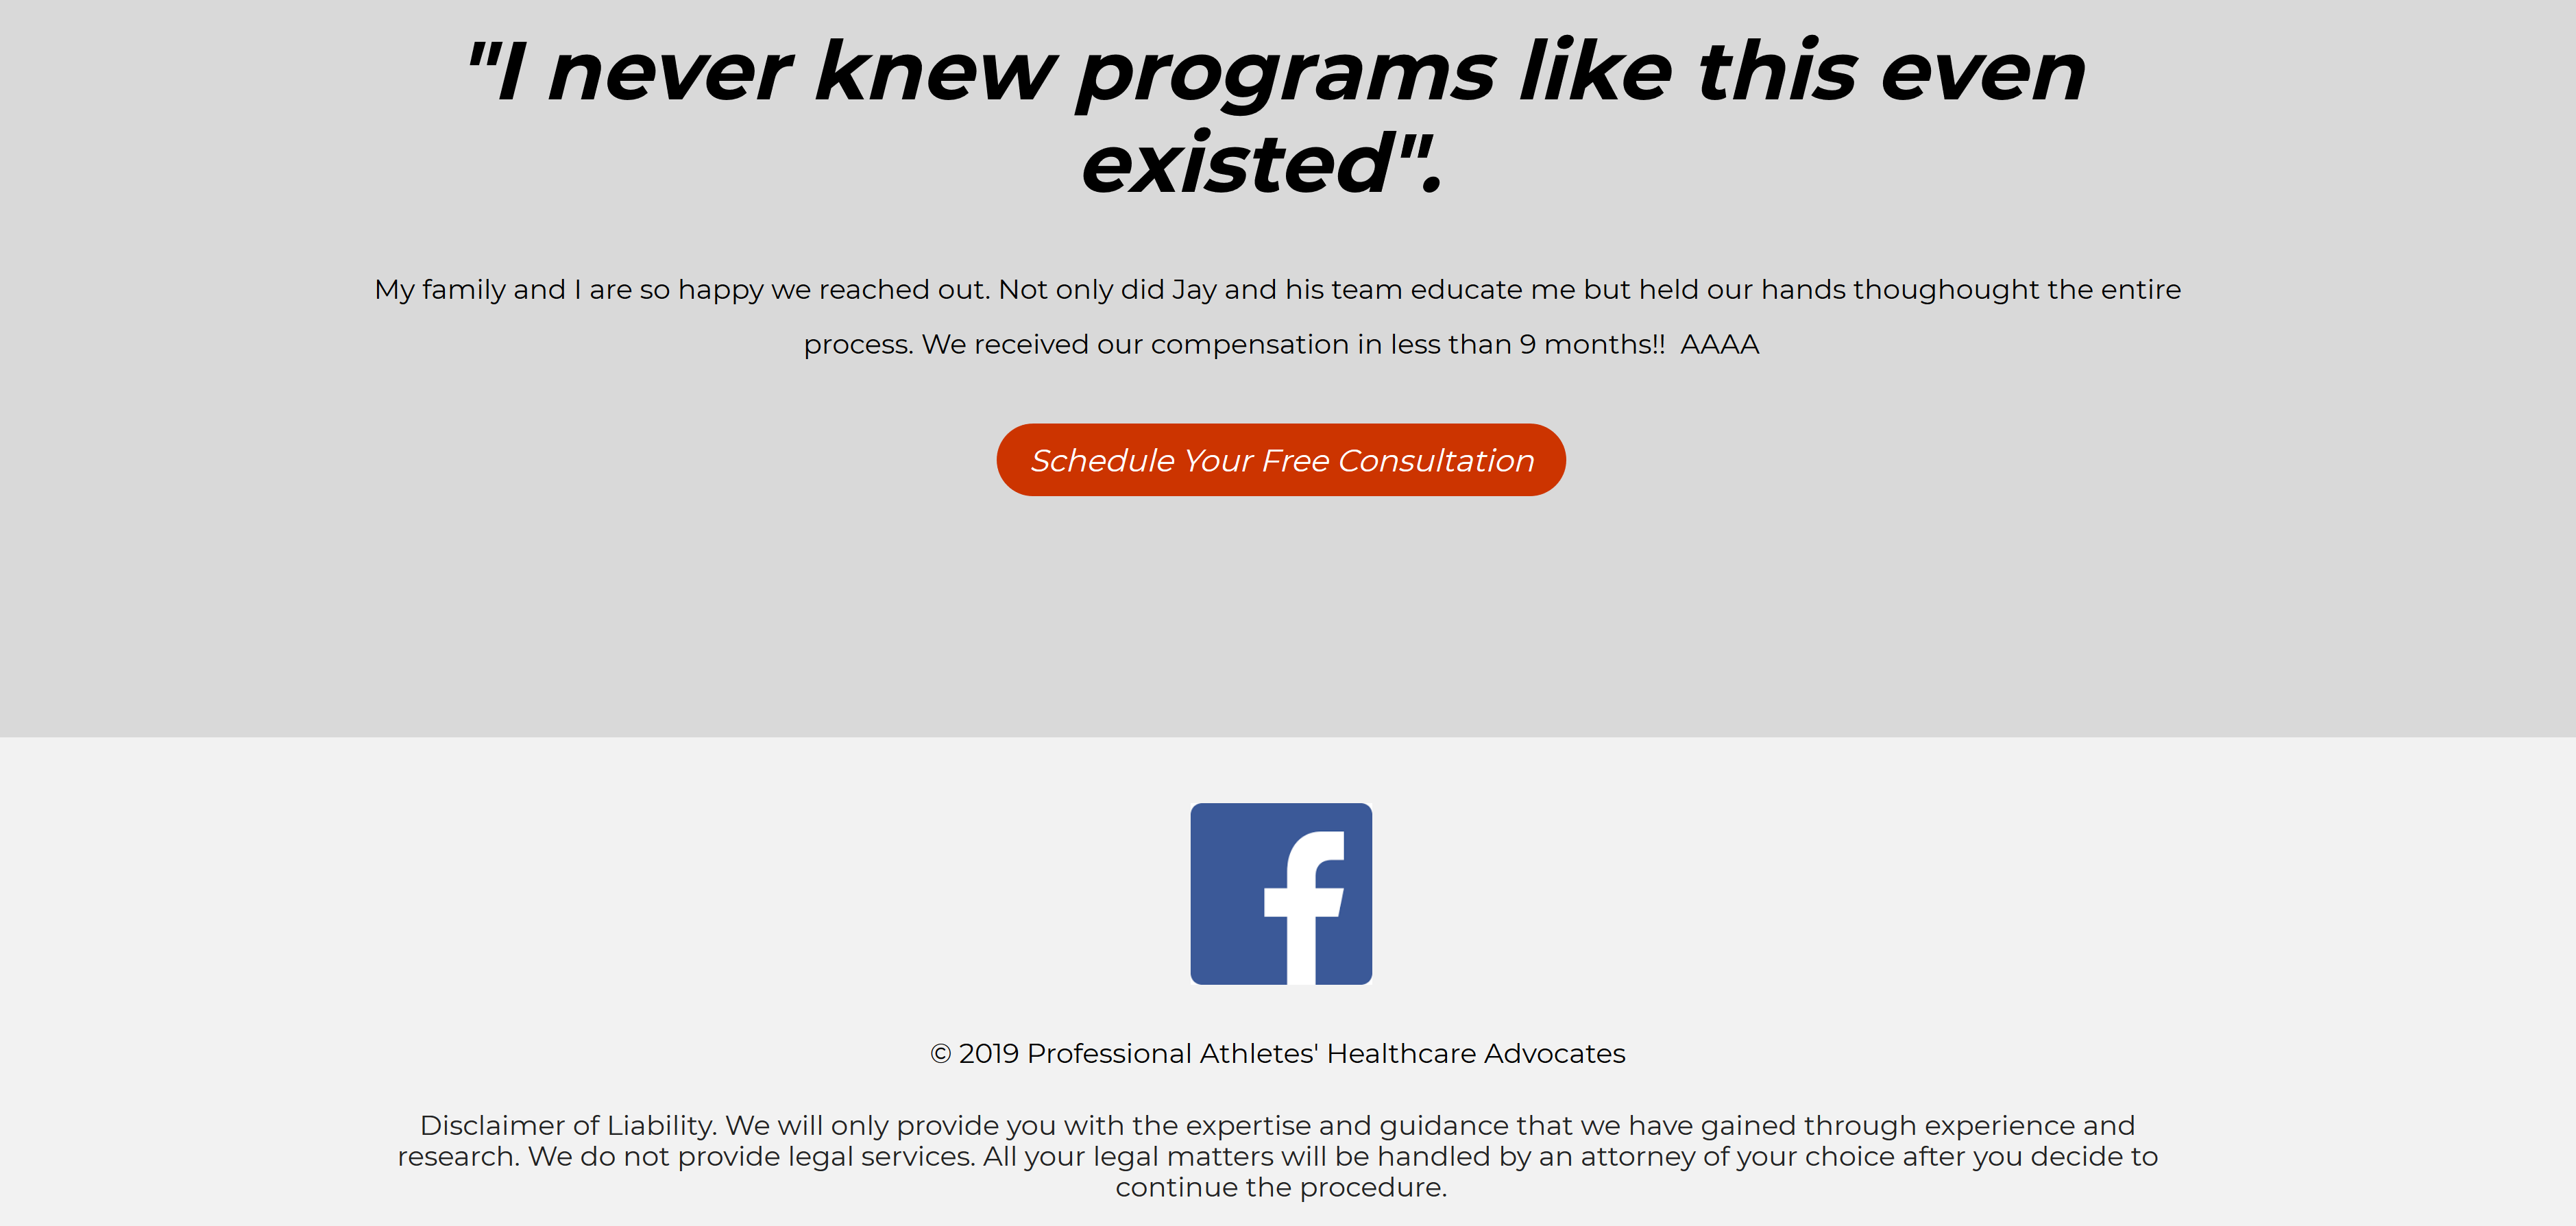 "I never knew programs like this even
existed".
My family and I are so happy we reached out. Not only did Jay and his team educate me but held our hands thoughought the entire
process. We received our compensation in less than 9 months!!  AAAA
Schedule Your Free Consultation
f
© 2019 Professional Athletes' Healthcare Advocates
Disclaimer of Liability. We will only provide you with the expertise and guidance that we have gained through experience and
research. We do not provide legal services. All your legal matters will be handled by an attorney of your choice after you decide to
continue the procedure.